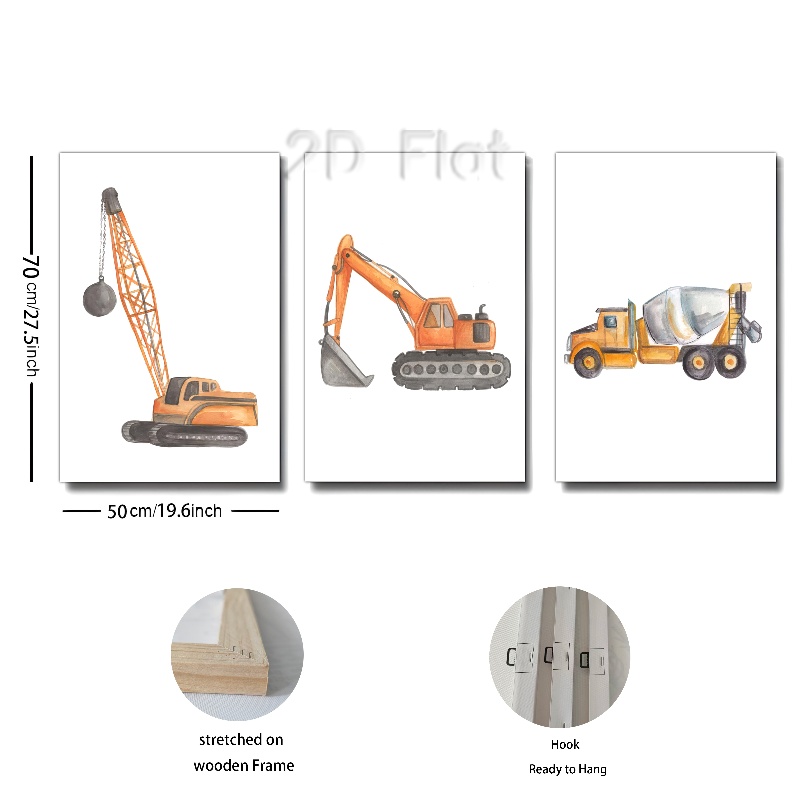 2D Flat
70 cm/27.5inch
50cm/19.6inch
stretched on
wooden Frame
Hook
Ready to Hang